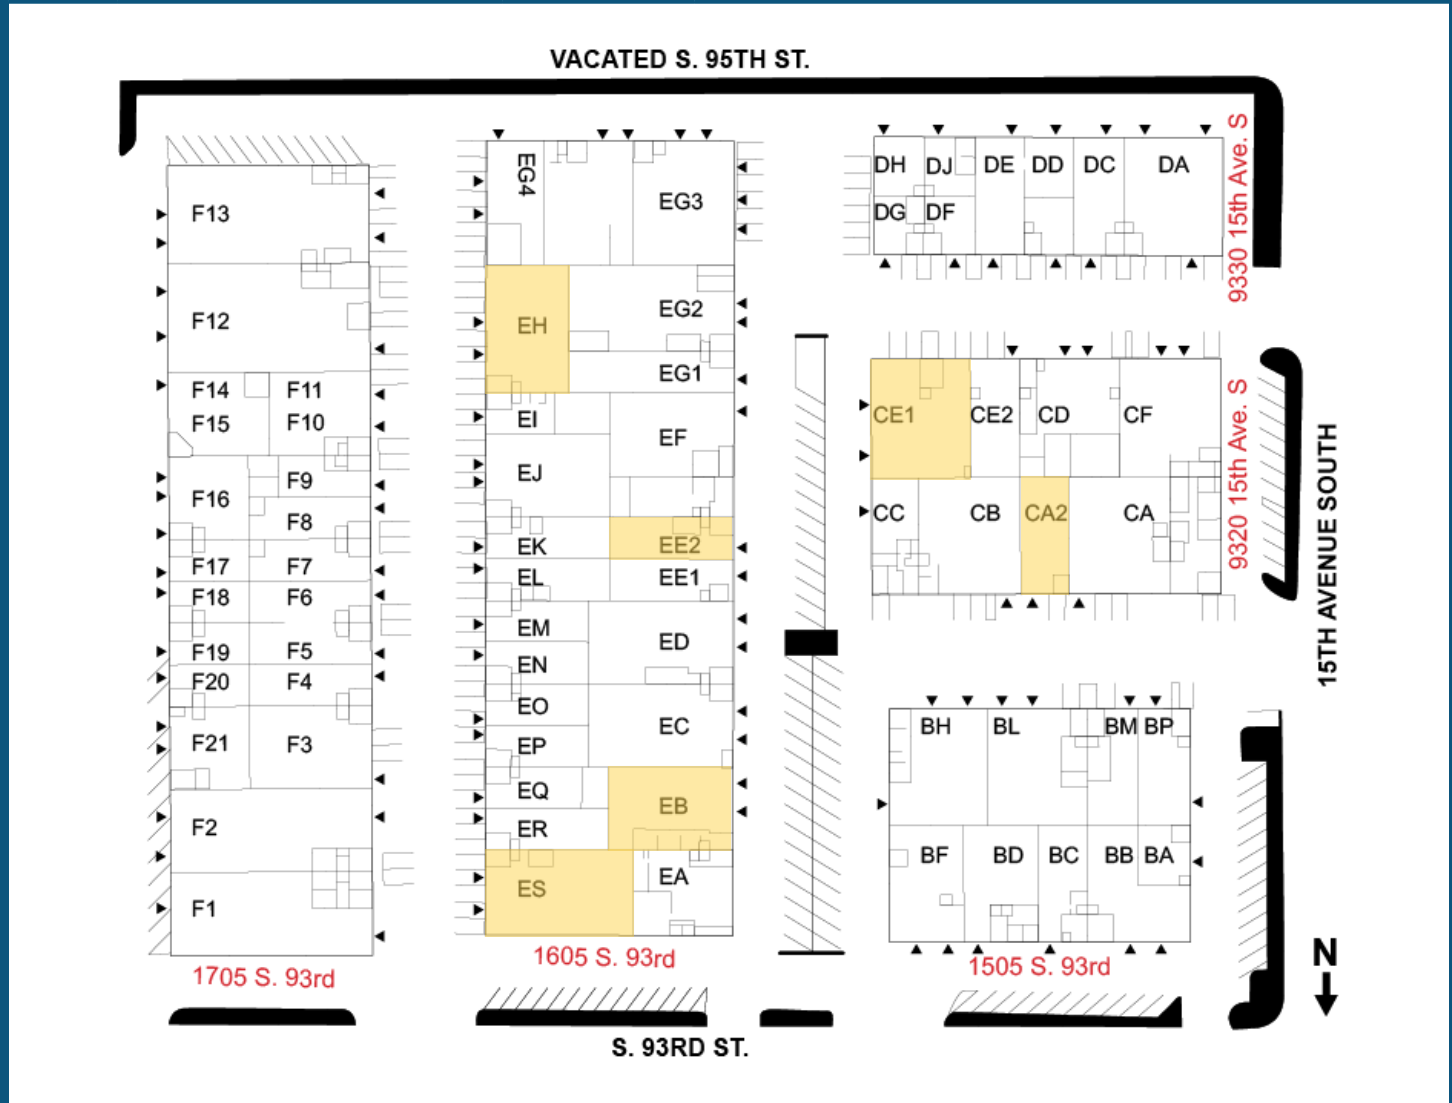 VACATED S. 95TH ST.
F13
F12
F14 F11
F15 F10
F9
F16
F8
F17 F7
F18 F6
F19 F5
F20 F4
F21 F3
F2
F1
1705 S. 93rd
EG4
EG3
EH
EG2
EG1
EI
EF
EJ
EK EE2
EL EE1
EM
ED
EN
EO
EC
EP
EQ
EB
ER
ES EA
1605 S. 93rd
DH DJ DE DD DC DA
DG DF
9330 15th Ave. S
CE1 CE2 CD CF
CC CB CA2 CA
9320 15th Ave. S
15TH AVENUE SOUTH
BH BL BM BP
BF BD BC BB BA
1505 S. 93rd
N
S. 93RD ST.